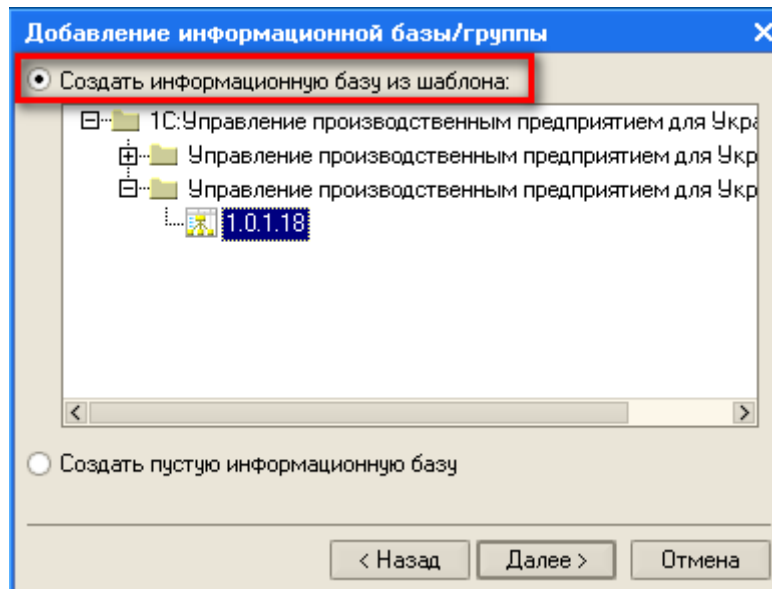 Добавление информационной базы/группы
Создать информационную базу из шаблона:
1С:Управление производственным предприятием для Укра
Управление производственным предприятием для Укр
Управление производственным предприятием для Укр
1.0.1.18
Создать пустую информационную базу
< Назад Далее > Отмена